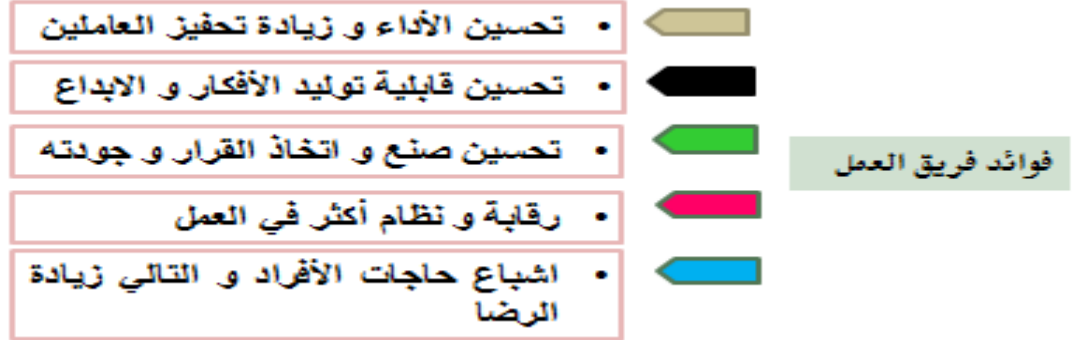 فوائد فريق العمل
• تحسين الأداء و زيادة تحفيز العاملين
• تحسين قابلية توليد الأفكار و الابداع
• تحسين صنع و اتخاذ القرار و جودته
• رقابة و نظام أكثر في العمل
• اشباع حاجات الأفراد و التالي زيادة
الرضا